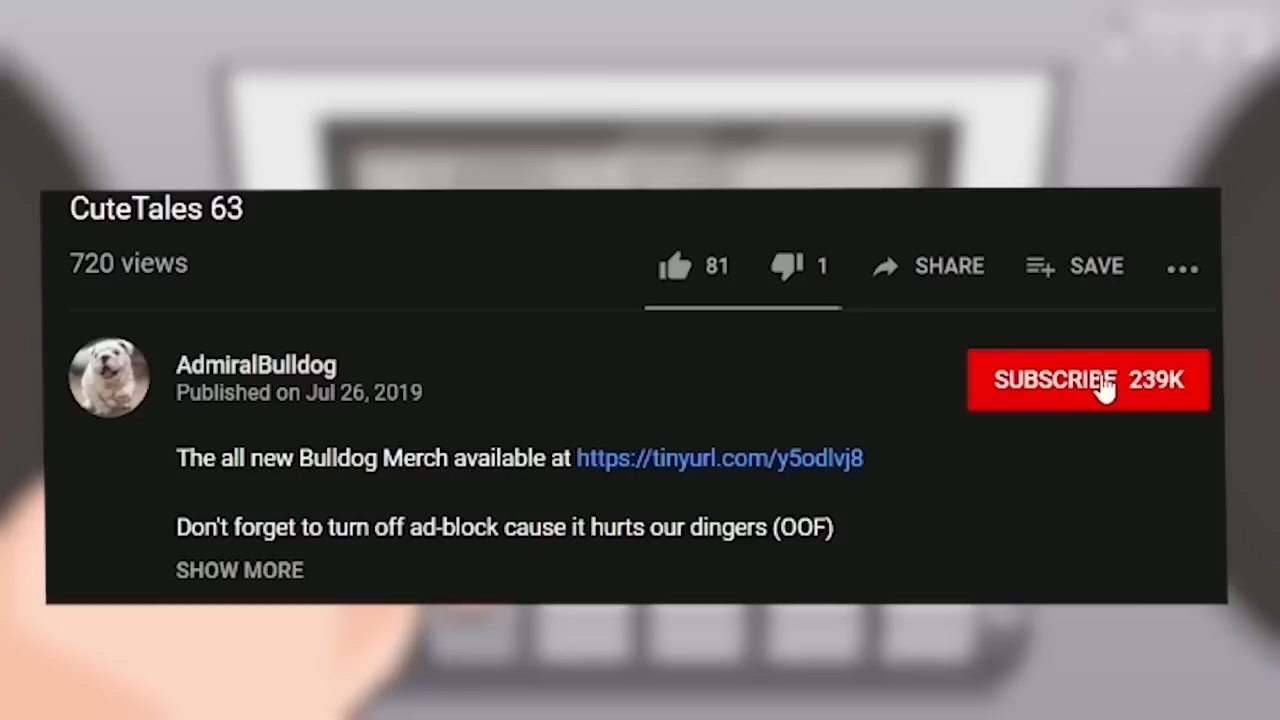 CuteTales 63
720 views
81
1
SHARE
SAVE
AdmiralBulldog
Published on Jul 26, 2019
SUBSCRIBE 239K
The all new Bulldog Merch available at https://tinyurl.com/y5odlvj8
Don't forget to turn off ad-block cause it hurts our dingers (OOF)
SHOW MORE